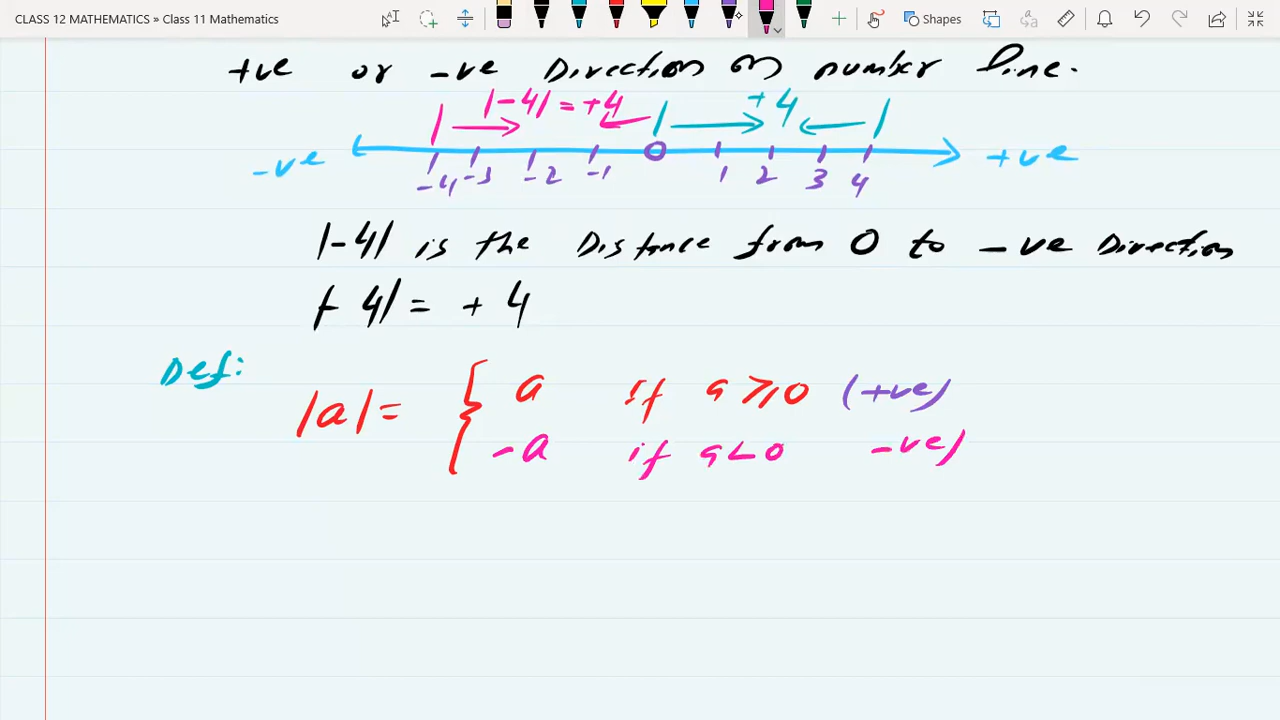 CLASS 12 MATHEMATICS » Class 11 Mathematics Shapes
+ve or -ve Direction on number line.
|-4| = +4 +4
-ve -4 -3 -2 -1 0 1 2 3 4 +ve
|-4| is the Distance from 0 to -ve Direction
|-4| = +4
Def:
|a| = { a if a ≥ 0 (+ve)
-a if a < 0 -ve)